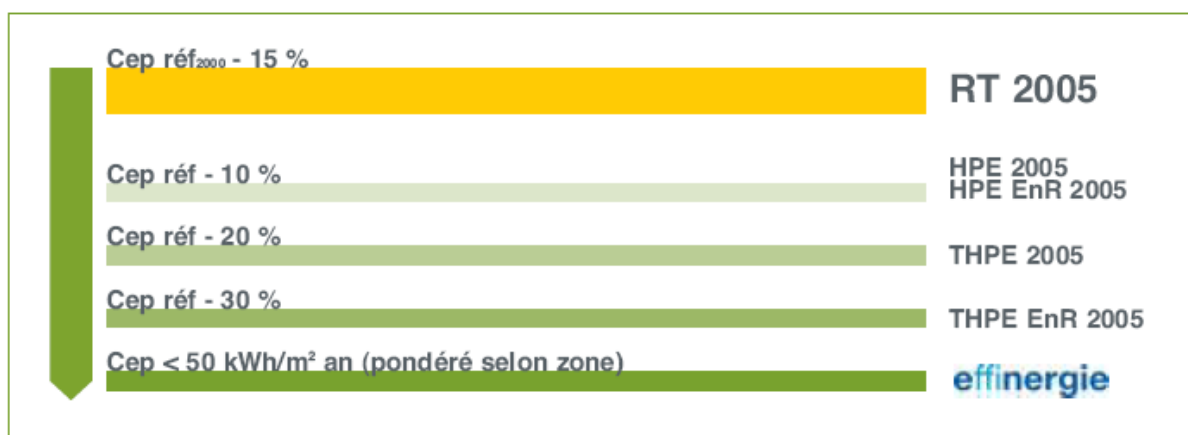 Cep réf2000 - 15 %
RT 2005
Cep réf - 10 %
HPE 2005
HPE EnR 2005
Cep réf - 20 %
THPE 2005
Cep réf - 30 %
THPE EnR 2005
Cep < 50 kWh/m² an (pondéré selon zone)
effinergie